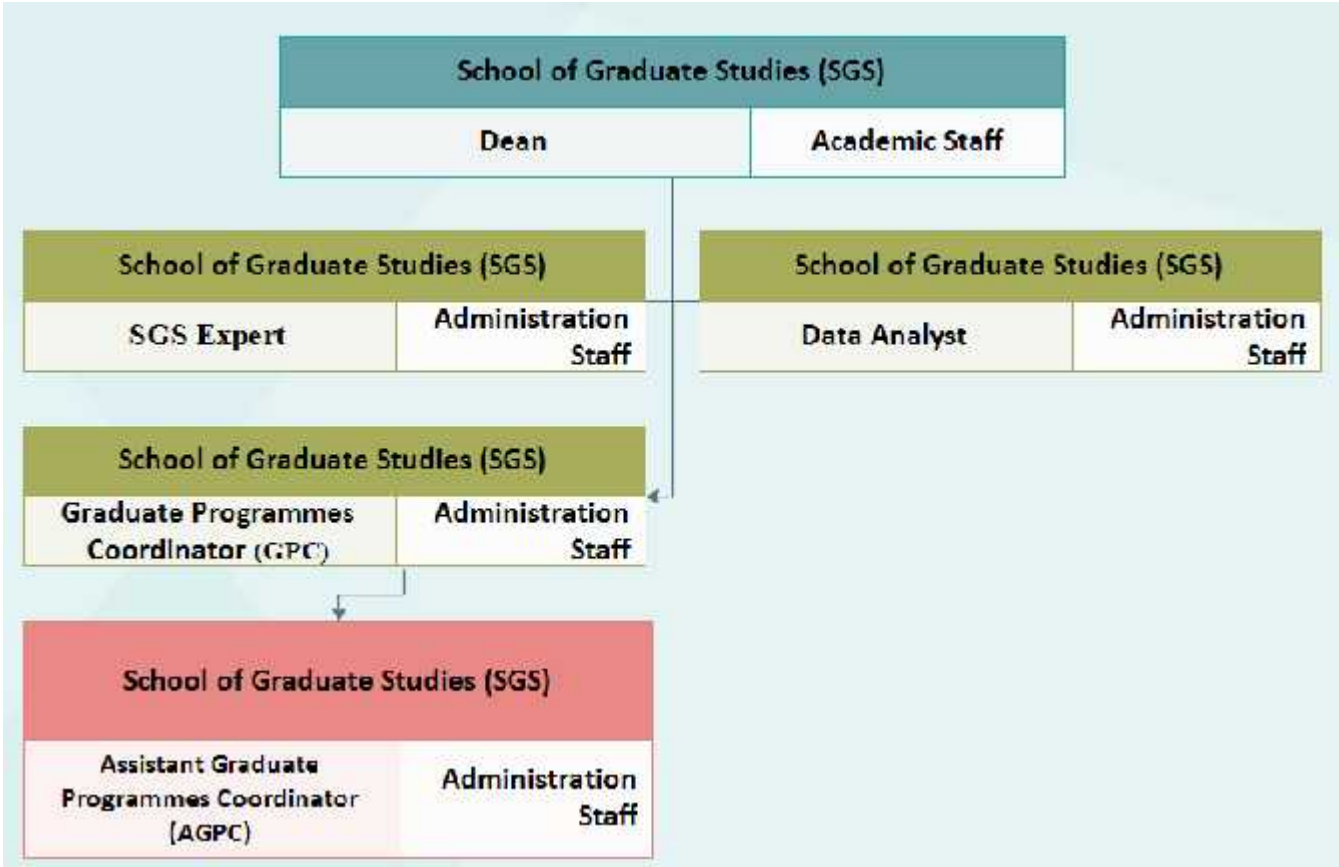 School of Graduate Studies (SGS)
Dean
Academic Staff
School of Graduate Studies (SGS)
SGS Expert
Administration
Staff
School of Graduate Studies (SGS)
Data Analyst
Administration
Staff
School of Graduate Studies (SGS)
Graduate Programmes
Coordinator (GPC)
Administration
Staff
School of Graduate Studies (SGS)
Assistant Graduate
Programmes Coordinator
(AGPC)
Administration
Staff